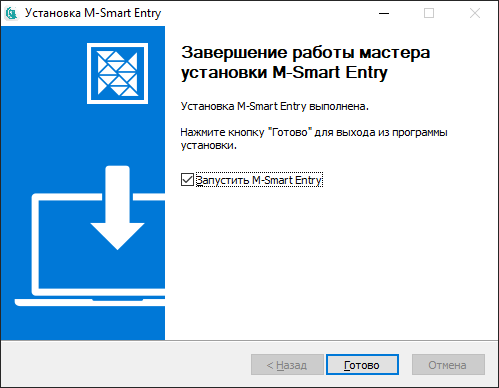 Установка M-Smart Entry
Завершение работы мастера
установки M-Smart Entry
Установка M-Smart Entry выполнена.
Нажмите кнопку "Готово" для выхода из программы
установки.
Запустить M-Smart Entry
< Назад
Готово
Отмена